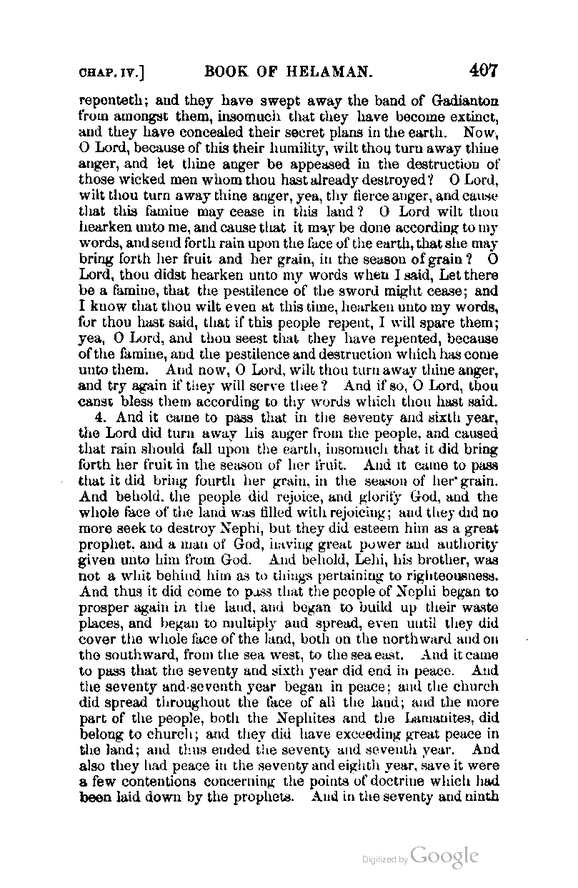 CHAP. IV.] BOOK OF HELAMAN. 407
repenteth; and they have swept away the band of Gadianton
from amongst them, insomuch that they have become extinct,
and they have concealed their secret plans in the earth. Now,
O Lord, because of this their humility, wilt thou turn away thine
anger, and let thine anger be appeased in the destruction of
those wicked men whom thou hast already destroyed? O Lord,
wilt thou turn away thine anger, yea, thy fierce anger, and cause
that this famine may cease in this land? O Lord wilt thou
hearken unto me, and cause that it may be done according to my
words, and send forth rain upon the face of the earth, that she may
bring forth her fruit and her grain, in the season of grain? O
Lord, thou didst hearken unto my words when I said, Let there
be a famine, that the pestilence of the sword might cease; and
I know that thou wilt even at this time, hearken unto my words,
for thou hast said, that if this people repent, I will spare them;
yea, O Lord, and thou seest that they have repented, because
of the famine, and the pestilence and destruction which has come
unto them. And now, O Lord, wilt thou turn away thine anger,
and try again if they will serve thee? And if so, O Lord, thou
canst bless them according to thy words which thou hast said.
4. And it came to pass that in the seventy and sixth year,
the Lord did turn away his anger from the people, and caused
that rain should fall upon the earth, insomuch that it did bring
forth her fruit in the season of her fruit. And it came to pass
that it did bring fourth her grain, in the season of her grain.
And behold, the people did rejoice, and glorify God, and the
whole face of the land was filled with rejoicing; and they did no
more seek to destroy Nephi, but they did esteem him as a great
prophet, and a man of God, having great power and authority
given unto him from God. And behold, Lehi, his brother, was
not a whit behind him as to things pertaining to righteousness.
And thus it did come to pass that the people of Nephi began to
prosper again in the land, and began to build up their waste
places, and began to multiply and spread, even until they did
cover the whole face of the land, both on the northward and on
the southward, from the sea west, to the sea east. And it came
to pass that the seventy and sixth year did end in peace. And
the seventy and seventh year began in peace; and the church
did spread throughout the face of all the land; and the more
part of the people, both the Nephites and the Lamanites, did
belong to church; and they did have exceeding great peace in
the land; and thus ended the seventy and seventh year. And
also they had peace in the seventy and eighth year, save it were
a few contentions concerning the points of doctrine which had
been laid down by the prophets. And in the seventy and ninth
Digitized by Google